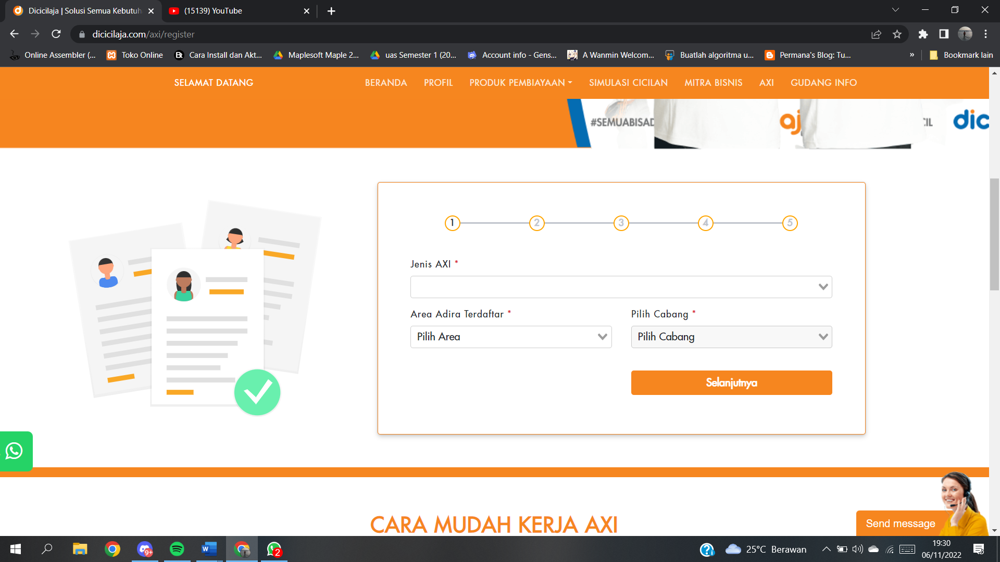 Dicicilaja | Solusi Semua Kebutuh
(15139) YouTube
dicicilaja.com/axi/register
Online Assembler (...
Toko Online
Cara Install dan Akt...
Maplesoft Maple 2...
uas Semester 1 (20...
Account info - Gens...
A Wanmin Welcom...
Buatlah algoritma u...
Permana's Blog: Tu...
»
Bookmark lain
SELAMAT DATANG
BERANDA
PROFIL
PRODUK PEMBIAYAAN
SIMULASI CICILAN
MITRA BISNIS
AXI
GUDANG INFO
#SEMUABISAD
aj
CIL
dic
1
2
3
4
5
Jenis AXI *
Area Adira Terdaftar *
Pilih Cabang *
Pilih Area
Pilih Cabang
Selanjutnya
CARA MUDAH KERJA AXI
Send message
9+
2
25°C Berawan
19:30
06/11/2022